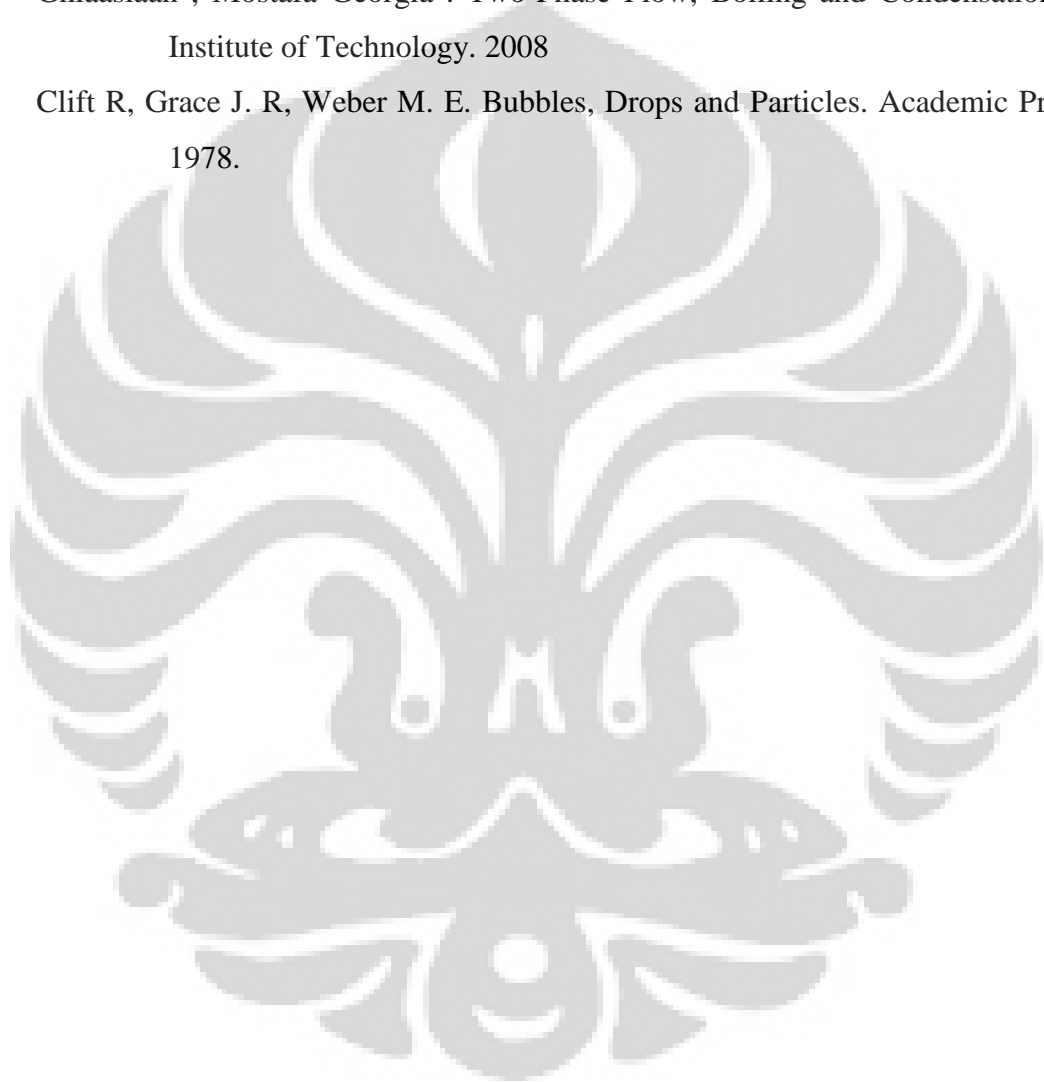 Ghiaasiaan , Mostafa Georgia . Two-Phase Flow, Boiling and Condensation
Institute of Technology. 2008
Clift R, Grace J. R, Weber M. E. Bubbles, Drops and Particles. Academic Pr
1978.